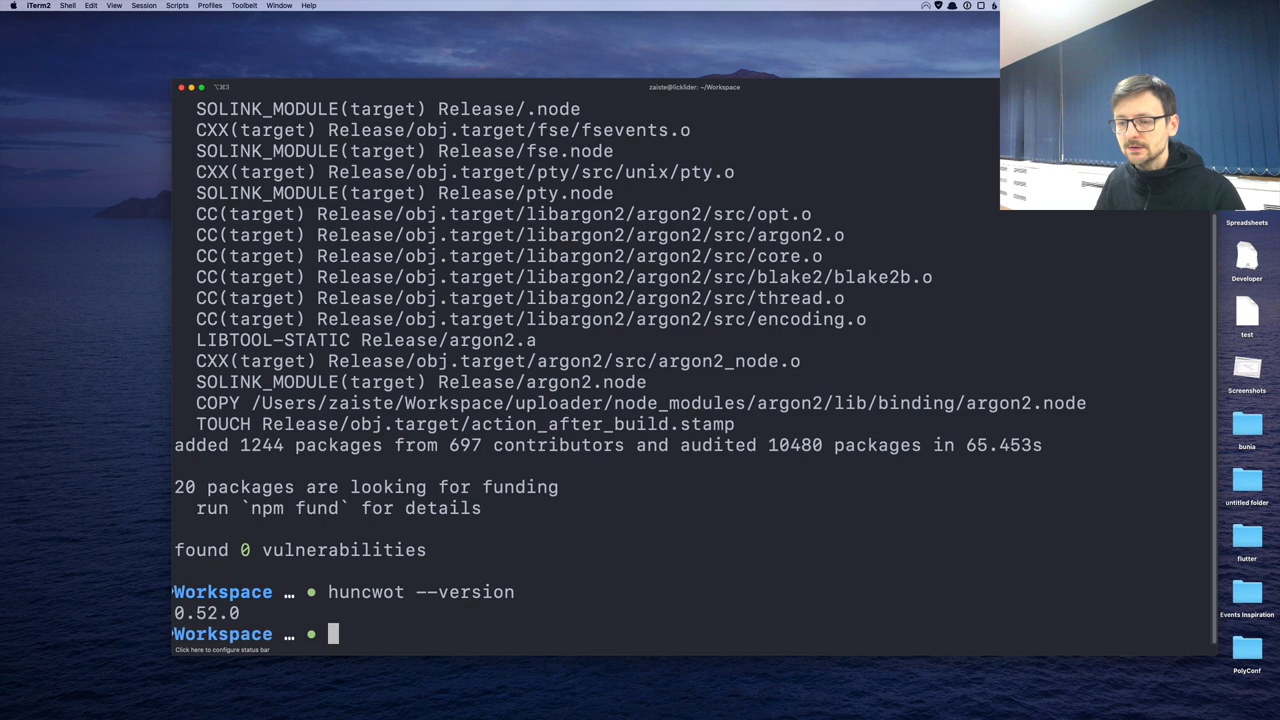 iTerm2 Shell Edit View Session Scripts Profiles Toolbelt Window Help
⌥⌘3 zaiste@licklider: ~/Workspace
SOLINK_MODULE(target) Release/.node
CXX(target) Release/obj.target/fse/fsevents.o
SOLINK_MODULE(target) Release/fse.node
CXX(target) Release/obj.target/pty/src/unix/pty.o
SOLINK_MODULE(target) Release/pty.node
CC(target) Release/obj.target/libargon2/argon2/src/opt.o
CC(target) Release/obj.target/libargon2/argon2/src/argon2.o
CC(target) Release/obj.target/libargon2/argon2/src/core.o
CC(target) Release/obj.target/libargon2/argon2/src/blake2/blake2b.o
CC(target) Release/obj.target/libargon2/argon2/src/thread.o
CC(target) Release/obj.target/libargon2/argon2/src/encoding.o
LIBTOOL-STATIC Release/argon2.a
CXX(target) Release/obj.target/argon2/src/argon2_node.o
SOLINK_MODULE(target) Release/argon2.node
COPY /Users/zaiste/Workspace/uploader/node_modules/argon2/lib/binding/argon2.node
TOUCH Release/obj.target/action_after_build.stamp
added 1244 packages from 697 contributors and audited 10480 packages in 65.453s
20 packages are looking for funding
run `npm fund` for details
found 0 vulnerabilities
Workspace … • huncwot --version
0.52.0
Workspace … •
Click here to configure status bar
Spreadsheets
Developer
test
Screenshots
bunia
untitled folder
flutter
Events Inspiration
PolyConf